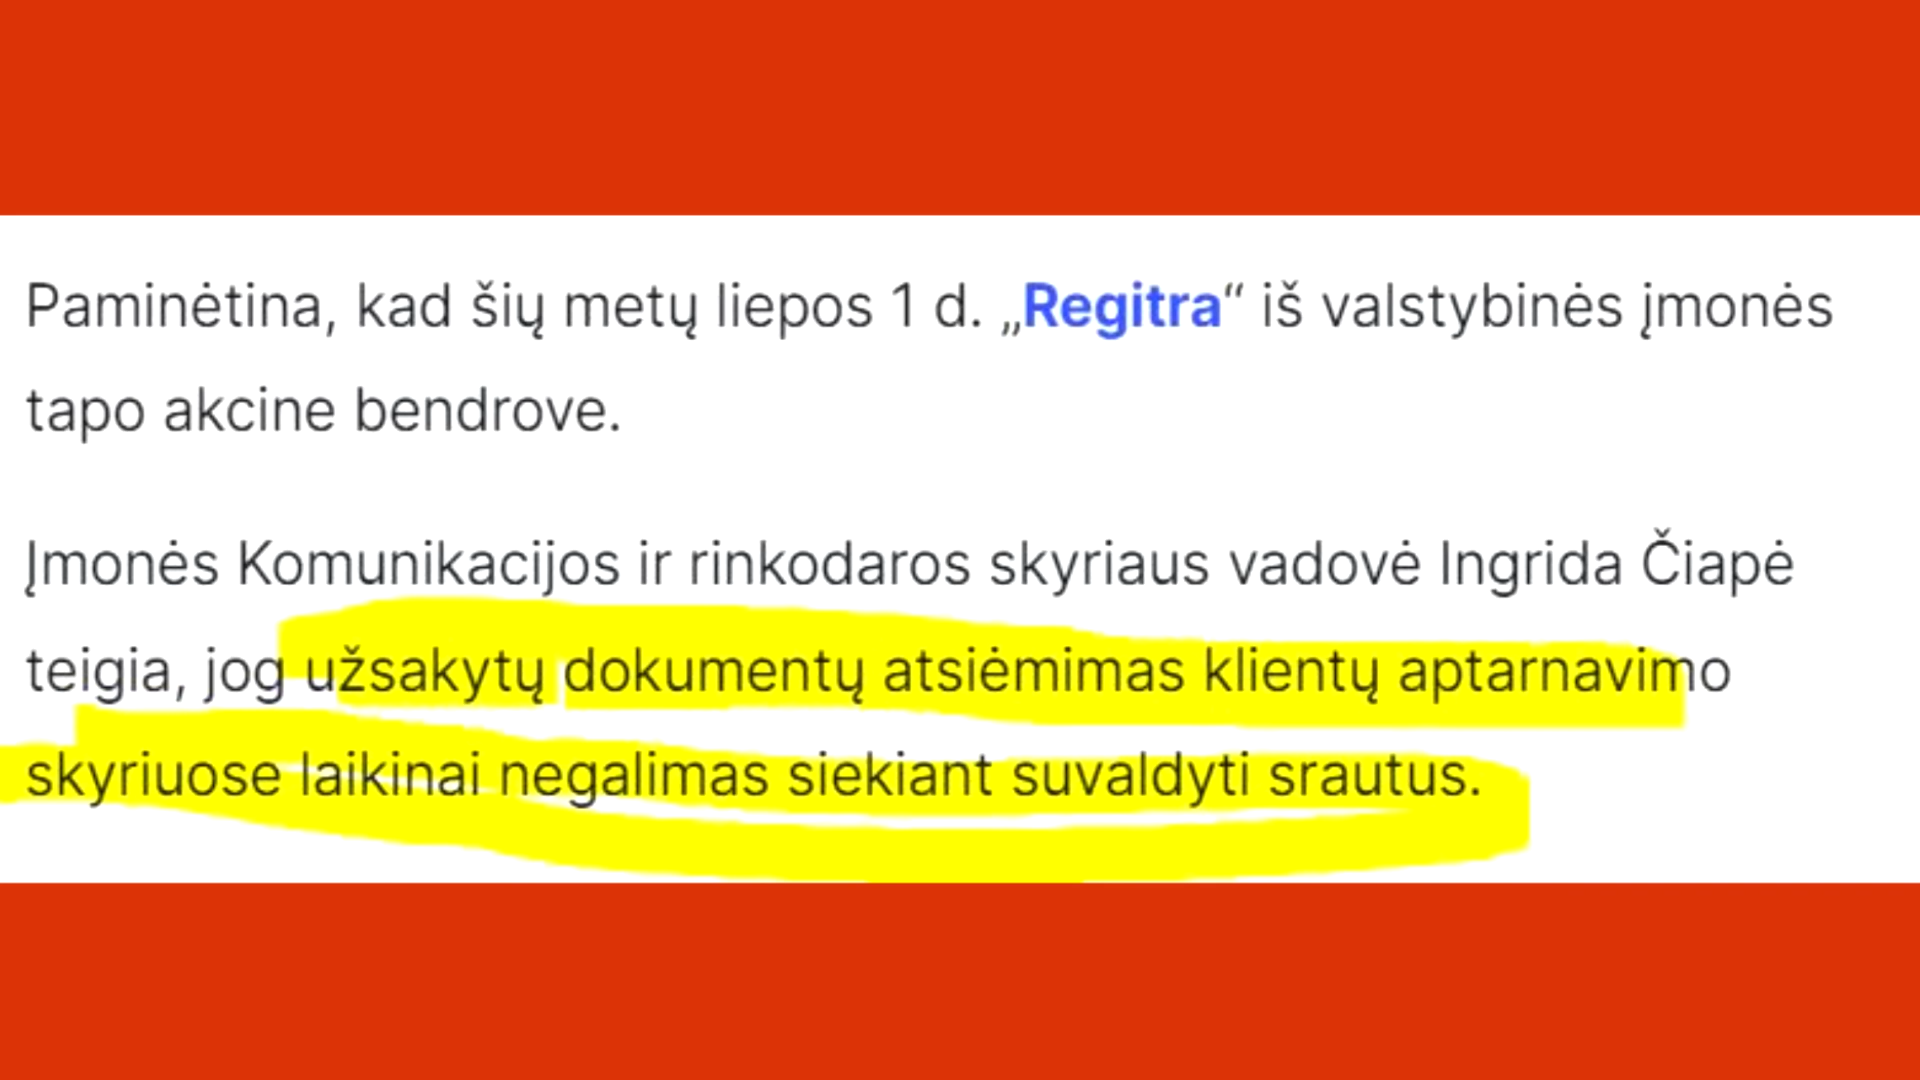 Paminėtina, kad šių metų liepos 1 d. „Regitra“ iš valstybinės įmonės
tapo akcine bendrove.
Įmonės Komunikacijos ir rinkodaros skyriaus vadovė Ingrida Čiapė
teigia, jog užsakytų dokumentų atsiėmimas klientų aptarnavimo
skyriuose laikinai negalimas siekiant suvaldyti srautus.